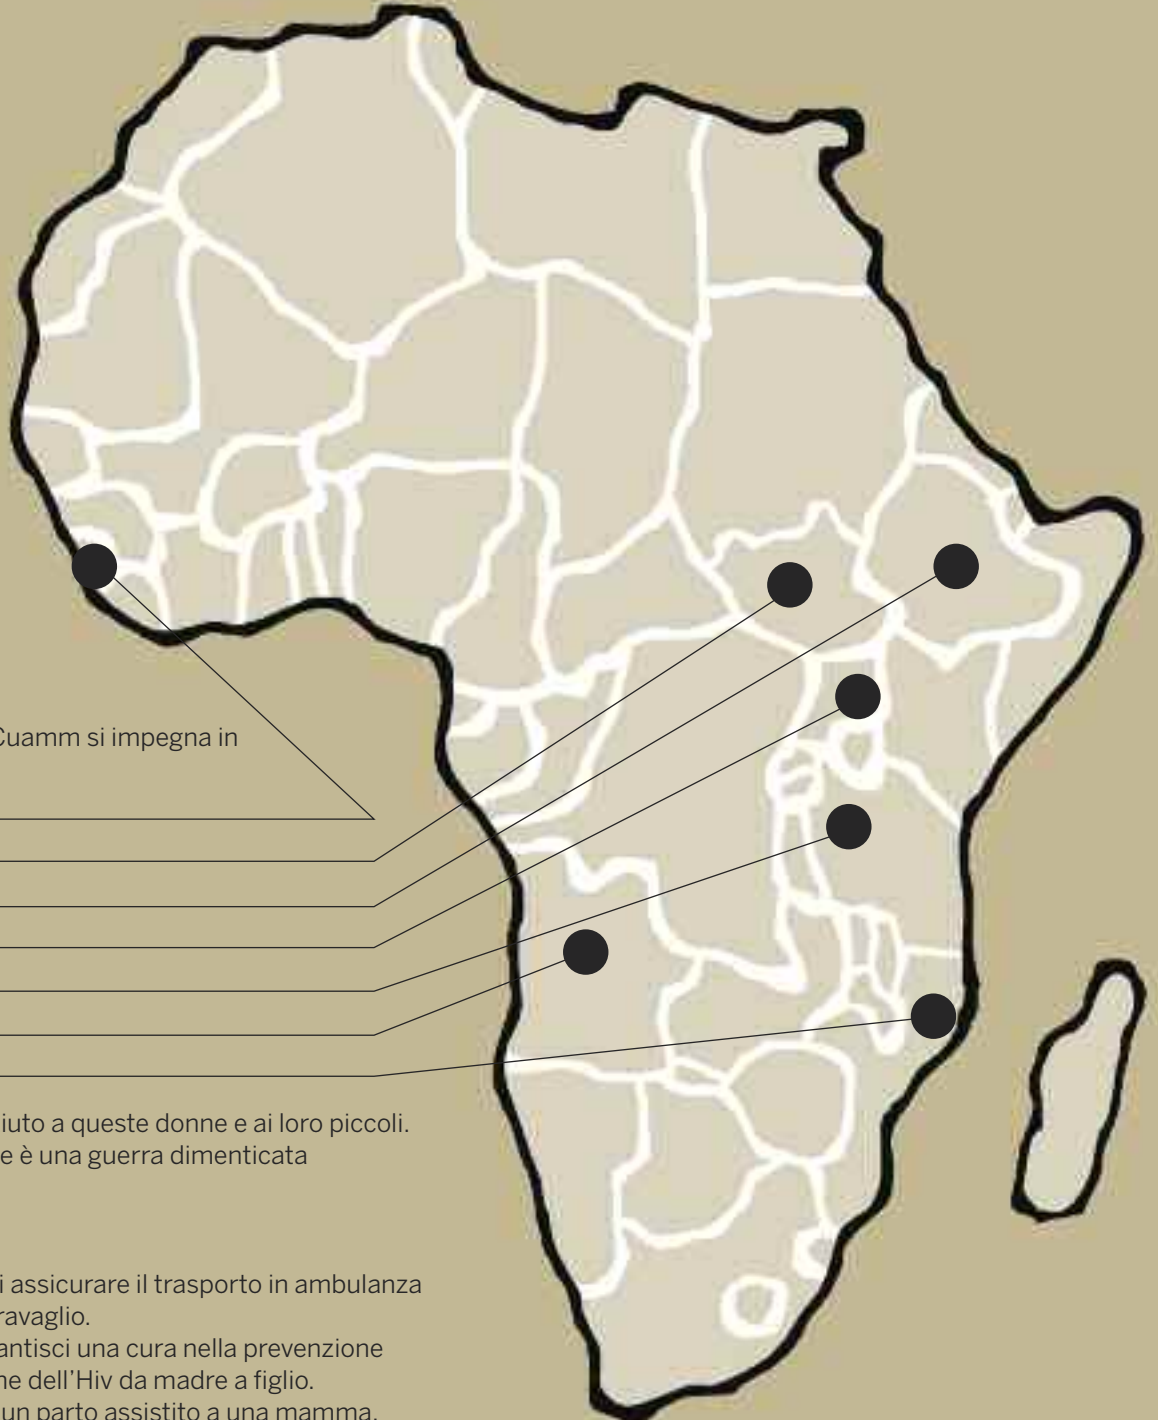 Cuamm si impegna in
iuto a queste donne e ai loro piccoli.
e è una guerra dimenticata
i assicurare il trasporto in ambulanza
ravaglio.
antisci una cura nella prevenzione
ne dell'Hiv da madre a figlio.
un parto assistito a una mamma.